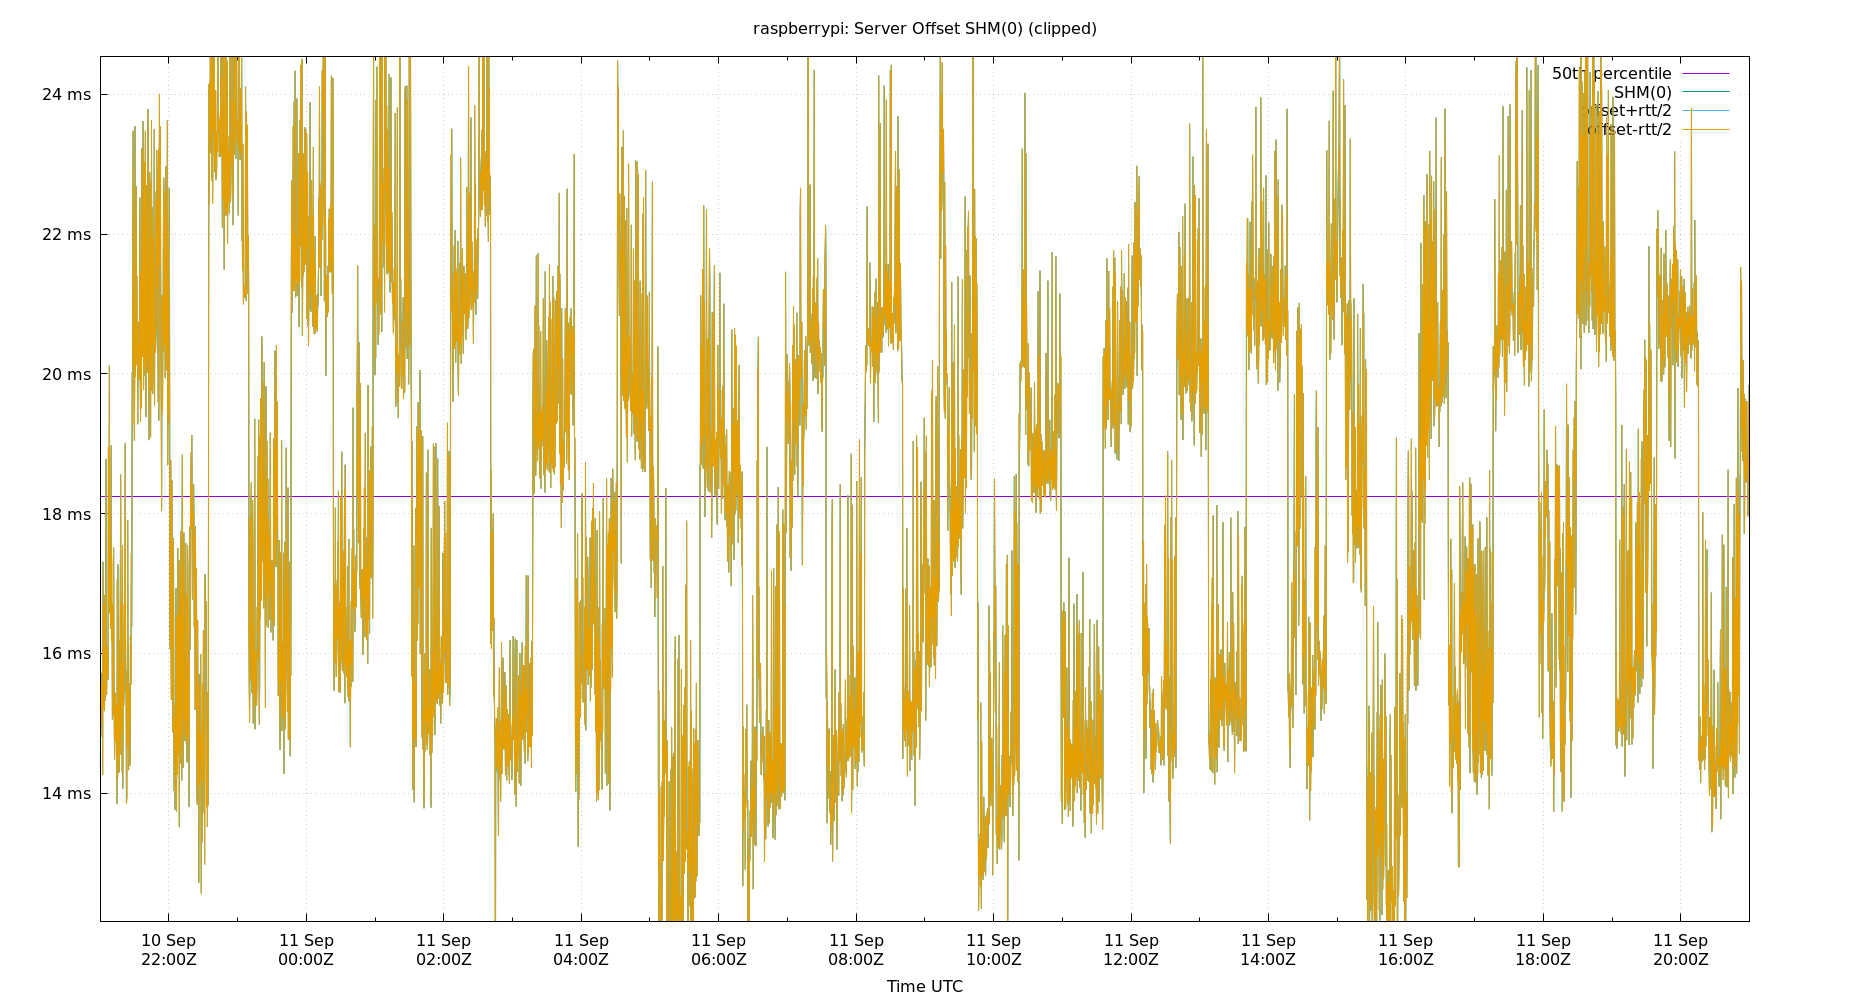 raspberrypi: Server Offset SHM(0) (clipped)
50th percentile
SHM(0)
offset+rtt/2
offset-rtt/2
24 ms
22 ms
20 ms
18 ms
16 ms
14 ms
10 Sep 11 Sep 11 Sep 11 Sep 11 Sep 11 Sep 11 Sep 11 Sep 11 Sep 11 Sep 11 Sep 11 Sep
22:00Z 00:00Z 02:00Z 04:00Z 06:00Z 08:00Z 10:00Z 12:00Z 14:00Z 16:00Z 18:00Z 20:00Z
Time UTC